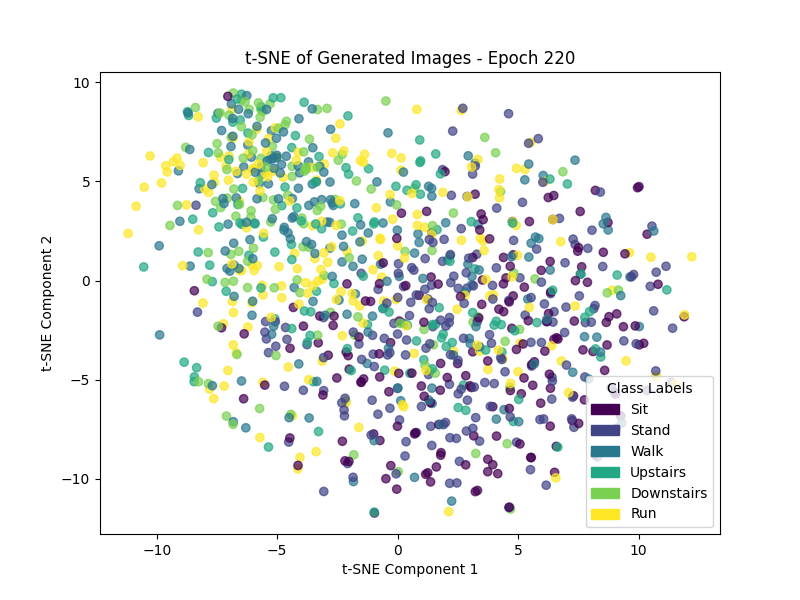 t-SNE of Generated Images - Epoch 220
10
5
0
−5
−10
t-SNE Component 2
−10
−5
0
5
10
t-SNE Component 1
Class Labels
Sit
Stand
Walk
Upstairs
Downstairs
Run